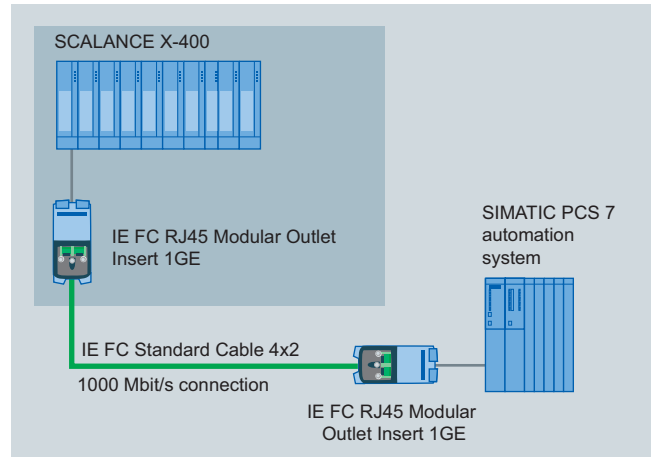 SCALANCE X-400
IE FC RJ45 Modular Outlet
Insert 1GE
SIMATIC PCS 7
automation
system
IE FC Standard Cable 4x2
1000 Mbit/s connection
IE FC RJ45 Modular
Outlet Insert 1GE